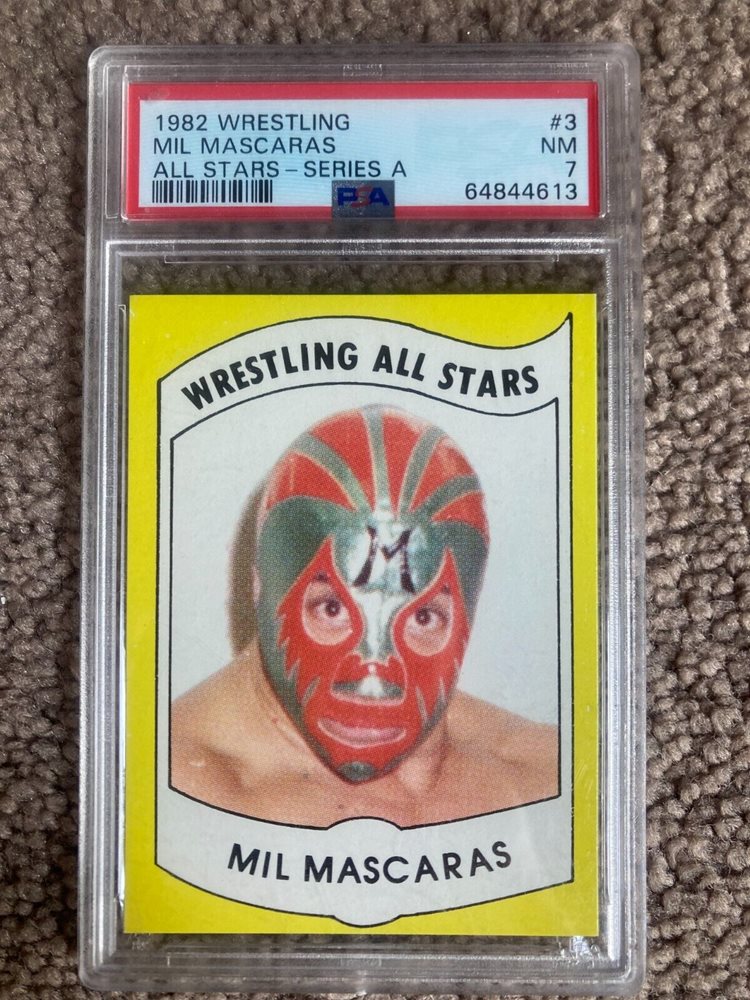 1982 WRESTLING #3
MIL MASCARAS NM
ALL STARS - SERIES A 7
PSA 64844613
WRESTLING ALL STARS
M
MIL MASCARAS